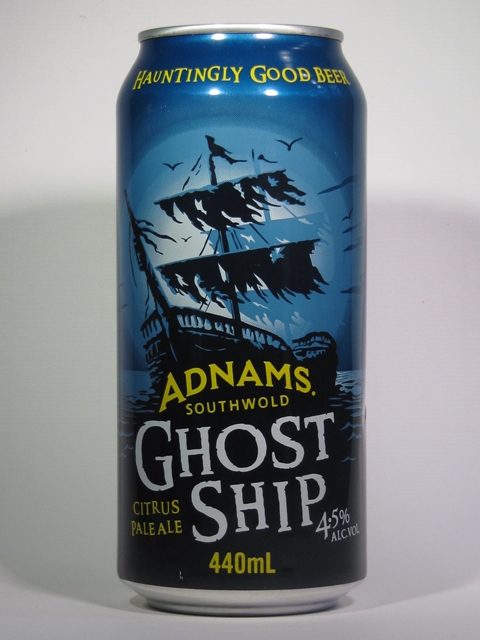 HAUNTINGLY GOOD BEER
ADNAMS.
SOUTHWOLD
GHOST
SHIP
CITRUS
PALE ALE
4.5%
ALC.VOL
440mL